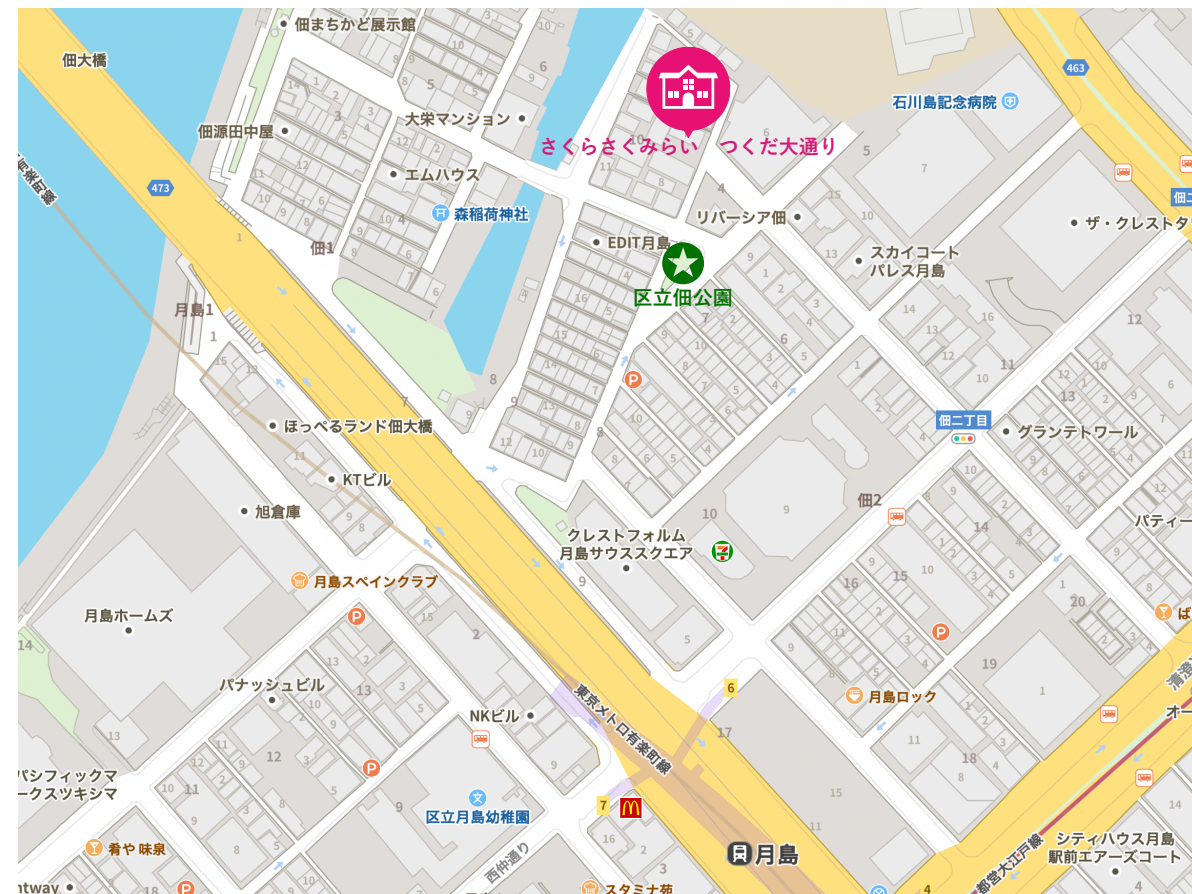 佃まちかど展示館
佃大橋
463
石川島記念病院
大栄マンション
佃源田中屋
さくらさくみらい　つくだ大通り
エムハウス
473
森稲荷神社
リバーシア佃
ザ・クレストタ
EDIT月島
佃1
スカイコート
パレス月島
区立佃公園
月島1
佃二丁目
ほっぺるランド佃大橋
グランテトワール
KTビル
佃2
旭倉庫
パティー
クレストフォルム
月島サウススクエア
月島スペインクラブ
月島ホームズ
パナッシュビル
月島ロック
NKビル
東京メトロ有楽町線
パシフィックマ
ークスツキシマ
区立月島幼稚園
6
7
肴や 味泉
西仲通り
月島
シティハウス月島
駅前エアーズコート
都営大江戸線
スタミナ苑
ntway
4